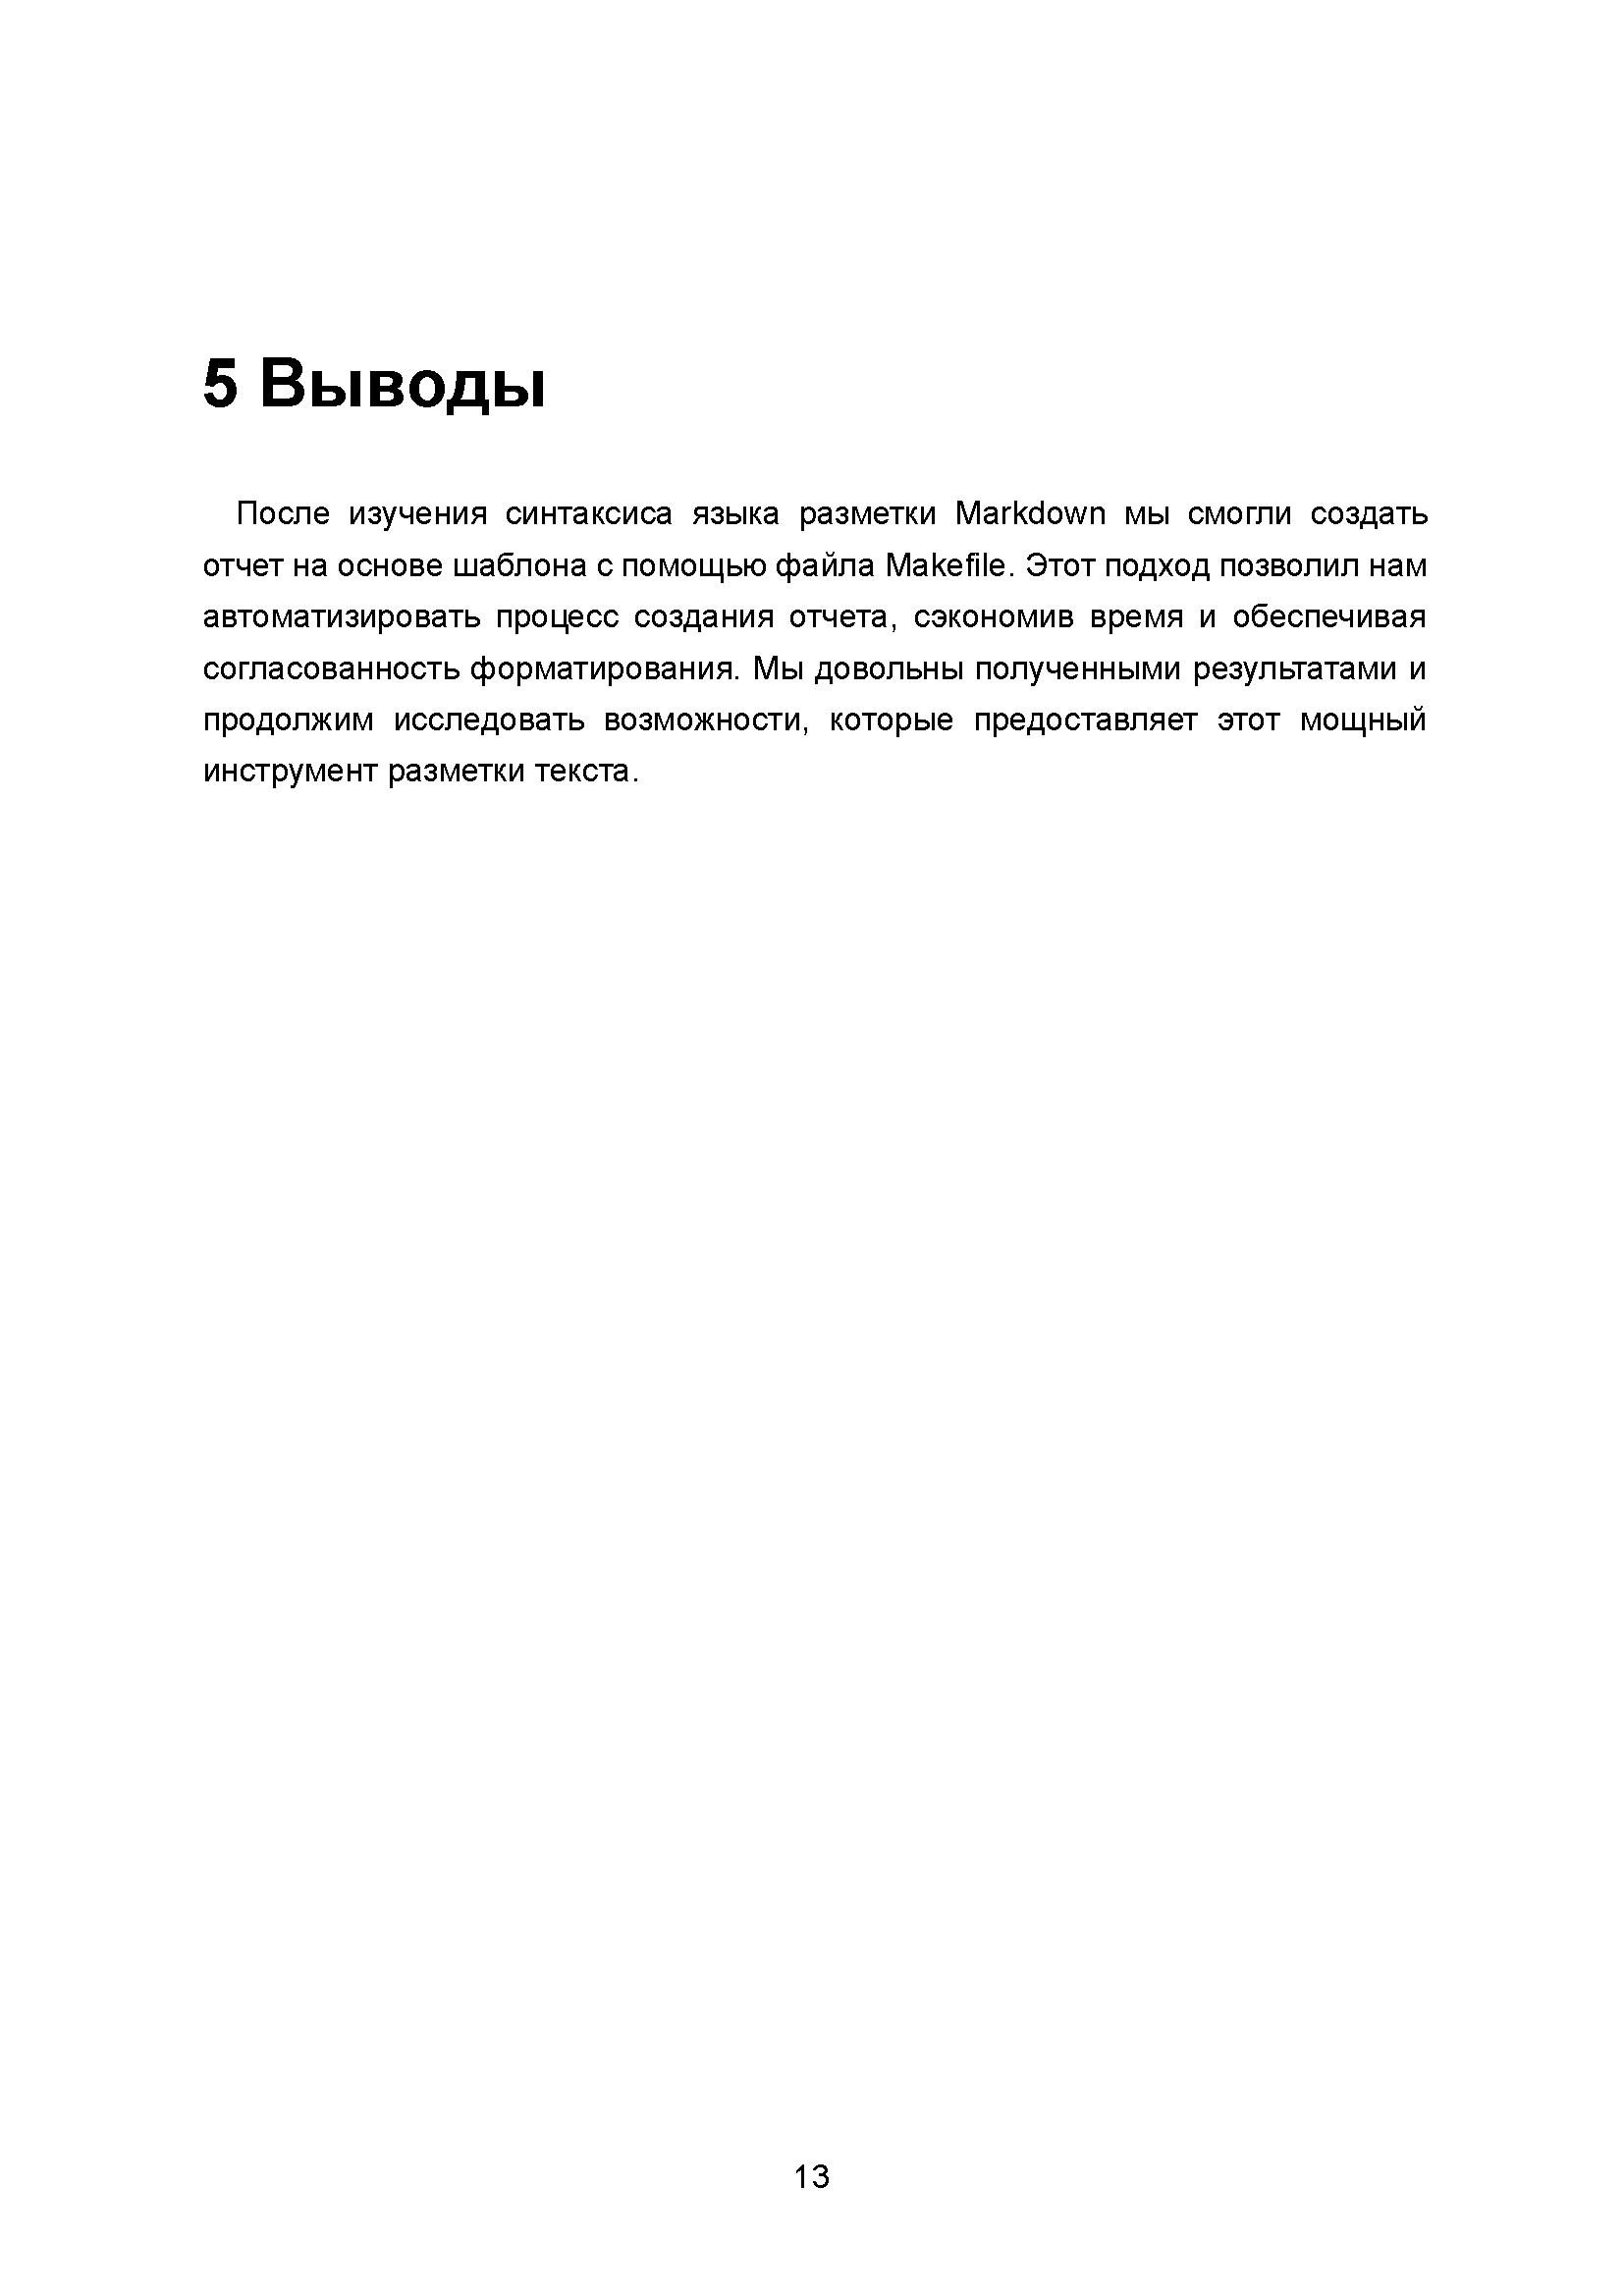 5 Выводы
После изучения синтаксиса языка разметки Markdown мы смогли создать
отчет на основе шаблона с помощью файла Makefile. Этот подход позволил нам
автоматизировать процесс создания отчета, сэкономив время и обеспечивая
согласованность форматирования. Мы довольны полученными результатами и
продолжим исследовать возможности, которые предоставляет этот мощный
инструмент разметки текста.
13